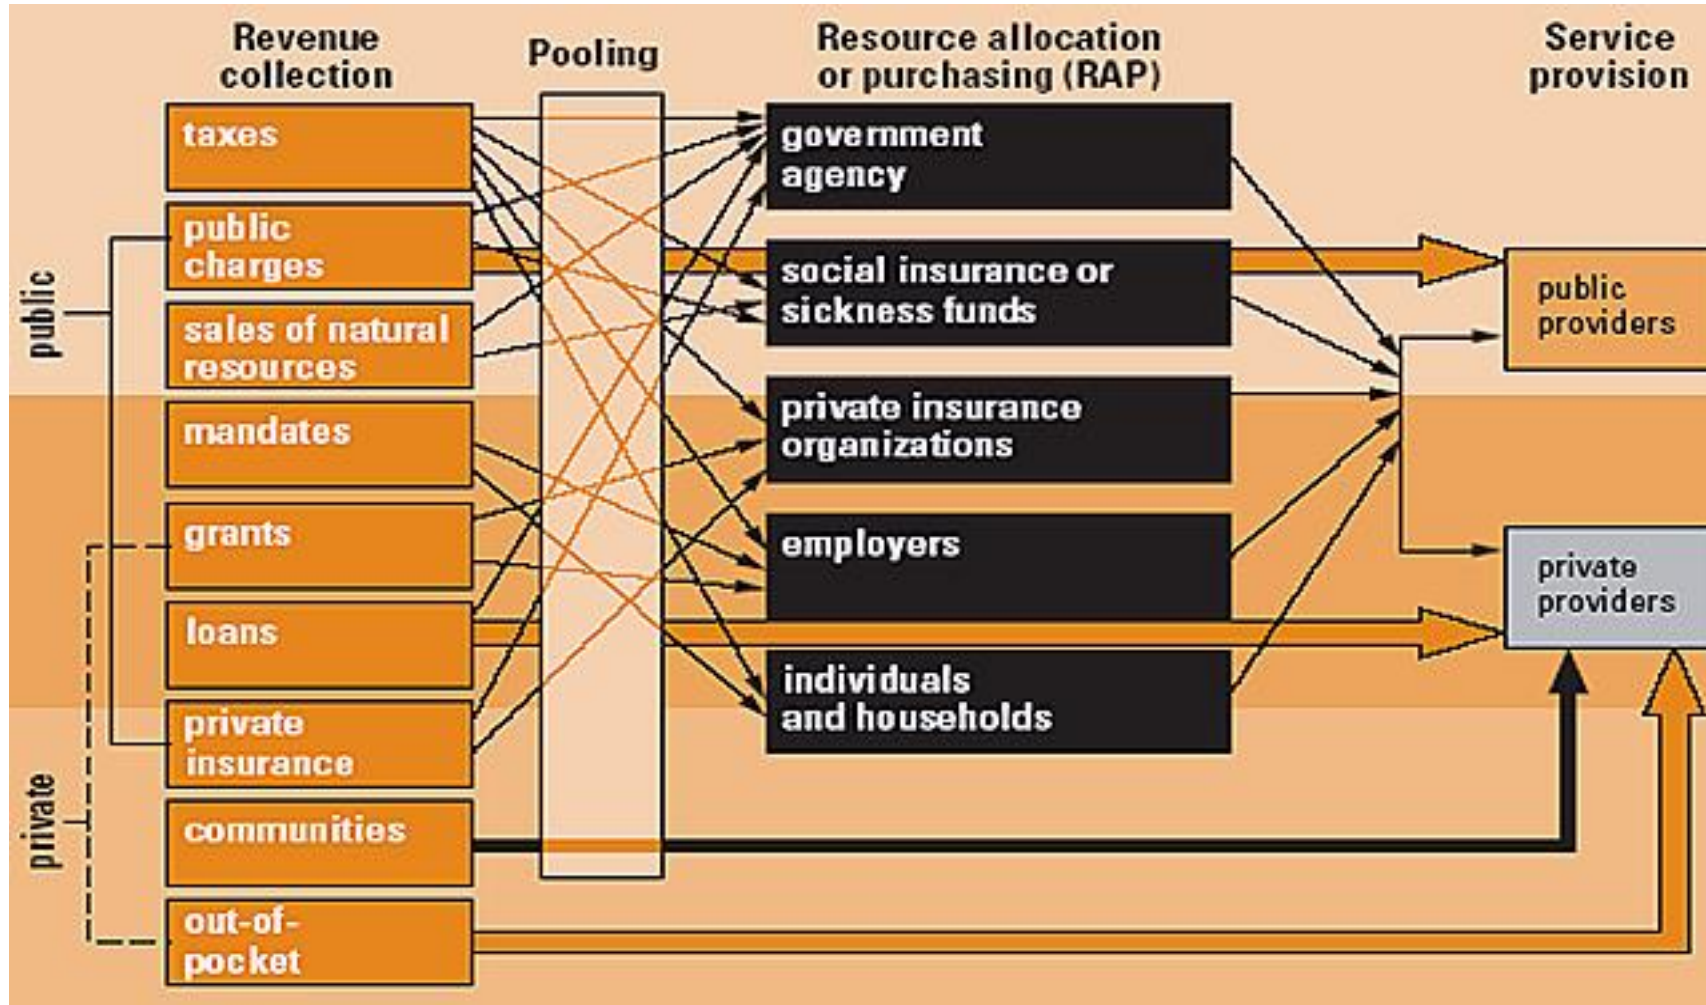 Revenue
collection
Pooling
Resource allocation
or purchasing (RAP)
Service
provision
public
private
taxes
public
charges
sales of natural
resources
mandates
grants
loans
private
insurance
communities
out-of-
pocket
government
agency
social insurance or
sickness funds
private insurance
organizations
employers
individuals
and households
public
providers
private
providers